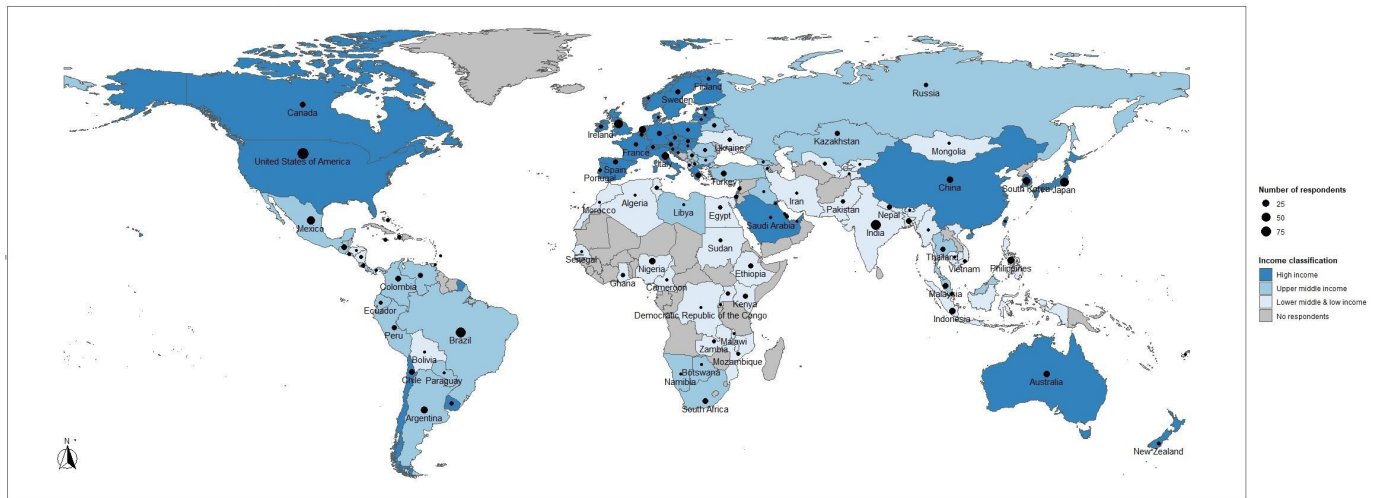 Finland
Sweden
Russia
Canada
Ireland
Ukraine
Kazakhstan
Mongolia
France
United States of America
Italy
Spain
Portugal
Turkey
China
South Korea
Japan
Morocco
Algeria
Libya
Egypt
Iran
Pakistan
Nepal
Saudi Arabia
Mexico
India
Sudan
Senegal
Nigeria
Ethiopia
Thailand
Vietnam
Philippines
Ghana
Cameroon
Colombia
Kenya
Malaysia
Ecuador
Democratic Republic of the Congo
Indonesia
Peru
Brazil
Malawi
Zambia
Mozambique
Bolivia
Botswana
Namibia
Chile
Paraguay
Australia
South Africa
Argentina
New Zealand
N
Number of respondents
25
50
75
Income classification
High income
Upper middle income
Lower middle & low income
No respondents